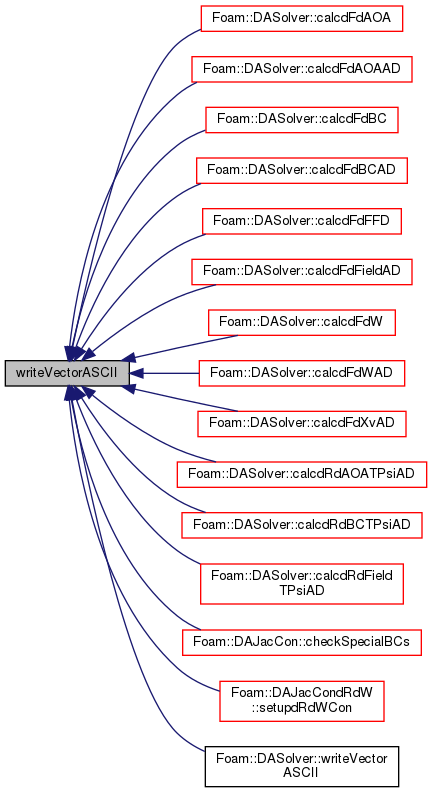 Foam::DASolver::calcdFdAOA
Foam::DASolver::calcdFdAOAAD
Foam::DASolver::calcdFdBC
Foam::DASolver::calcdFdBCAD
Foam::DASolver::calcdFdFFD
Foam::DASolver::calcdFdFieldAD
Foam::DASolver::calcdFdW
writeVectorASCII
Foam::DASolver::calcdFdWAD
Foam::DASolver::calcdFdXvAD
Foam::DASolver::calcdRdAOATPsiAD
Foam::DASolver::calcdRdBCTPsiAD
Foam::DASolver::calcdRdField
TPsiAD
Foam::DAJacCon::checkSpecialBCs
Foam::DAJacCondRdW
::setupdRdWCon
Foam::DASolver::writeVector
ASCII